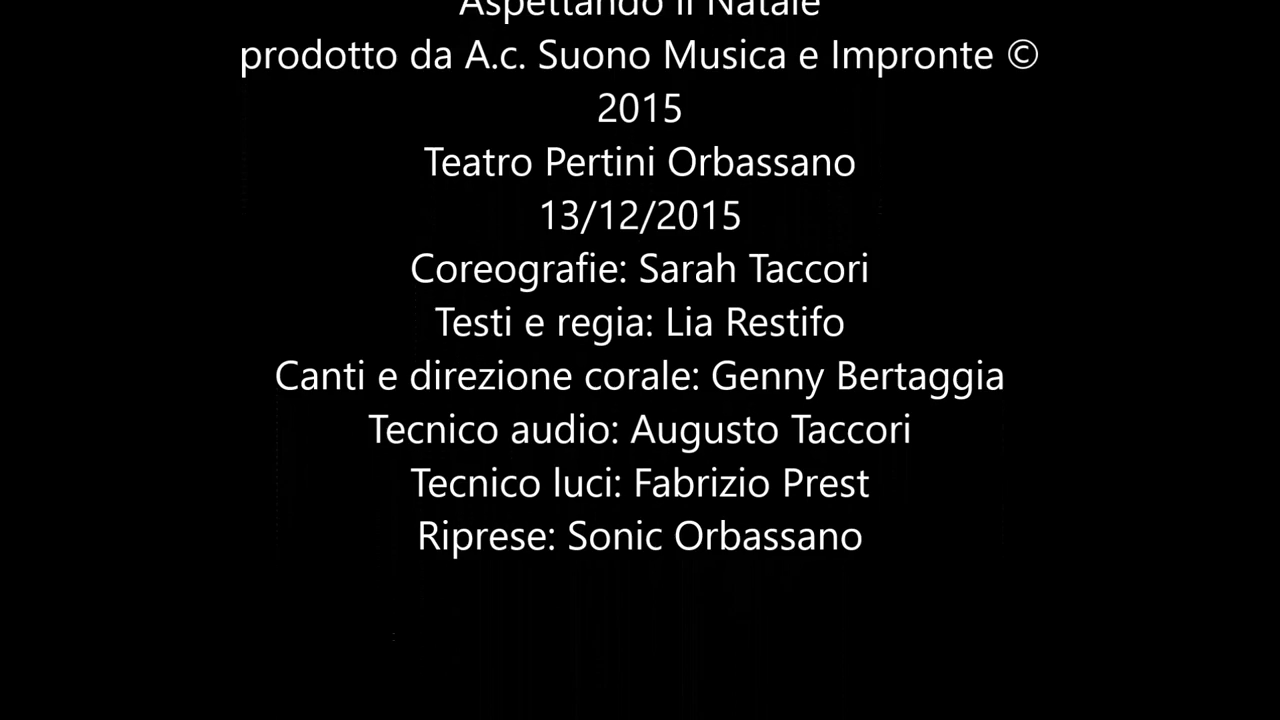 Aspettando il Natale
prodotto da A.c. Suono Musica e Impronte ©
2015
Teatro Pertini Orbassano
13/12/2015
Coreografie: Sarah Taccori
Testi e regia: Lia Restifo
Canti e direzione corale: Genny Bertaggia
Tecnico audio: Augusto Taccori
Tecnico luci: Fabrizio Prest
Riprese: Sonic Orbassano